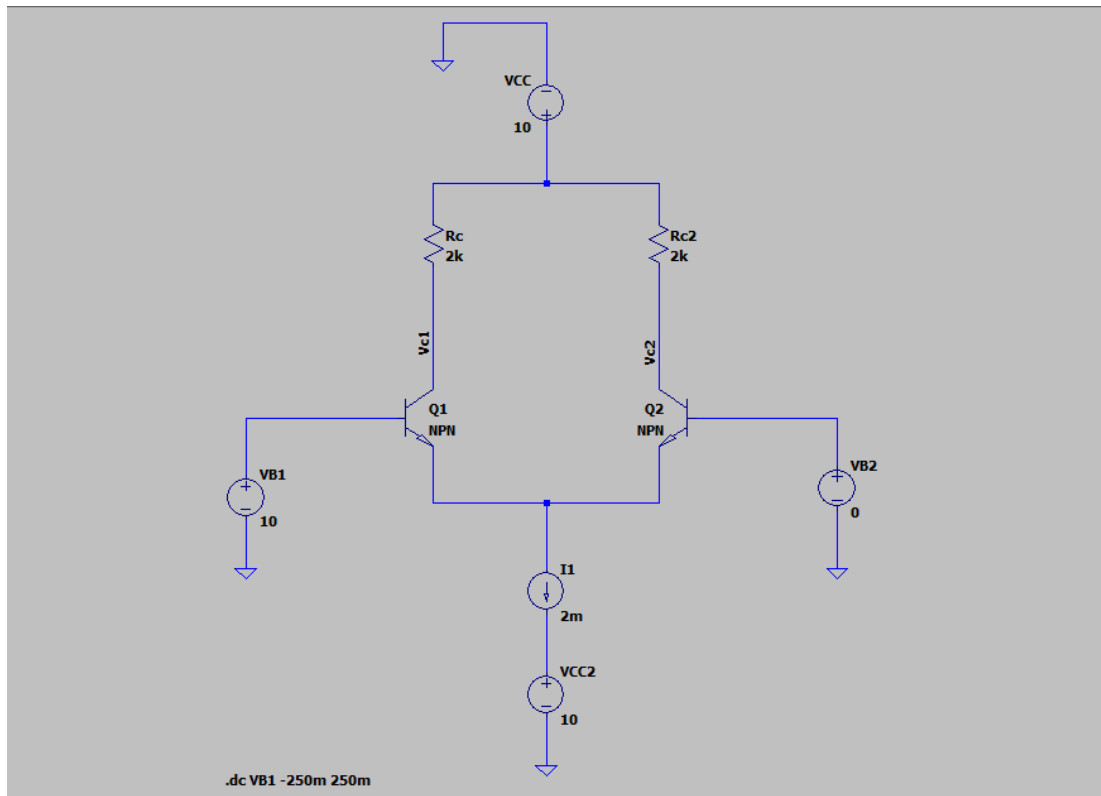 VCC
10
Rc
2k
Rc2
2k
Vc1
Vc2
Q1
NPN
Q2
NPN
VB1
10
VB2
0
I1
2m
VCC2
10
.dc VB1 -250m 250m